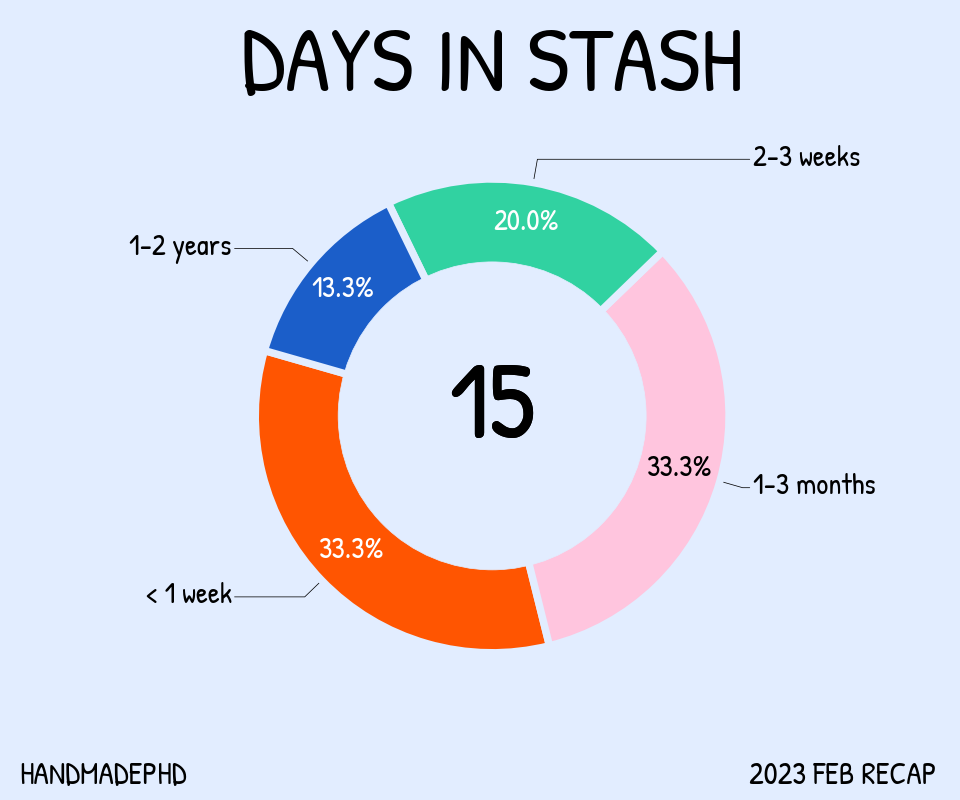 DAYS IN STASH
2-3 weeks
20.0%
1-2 years
13.3%
15
33.3%
1-3 months
33.3%
< 1 week
HANDMADEPHD
2023 FEB RECAP